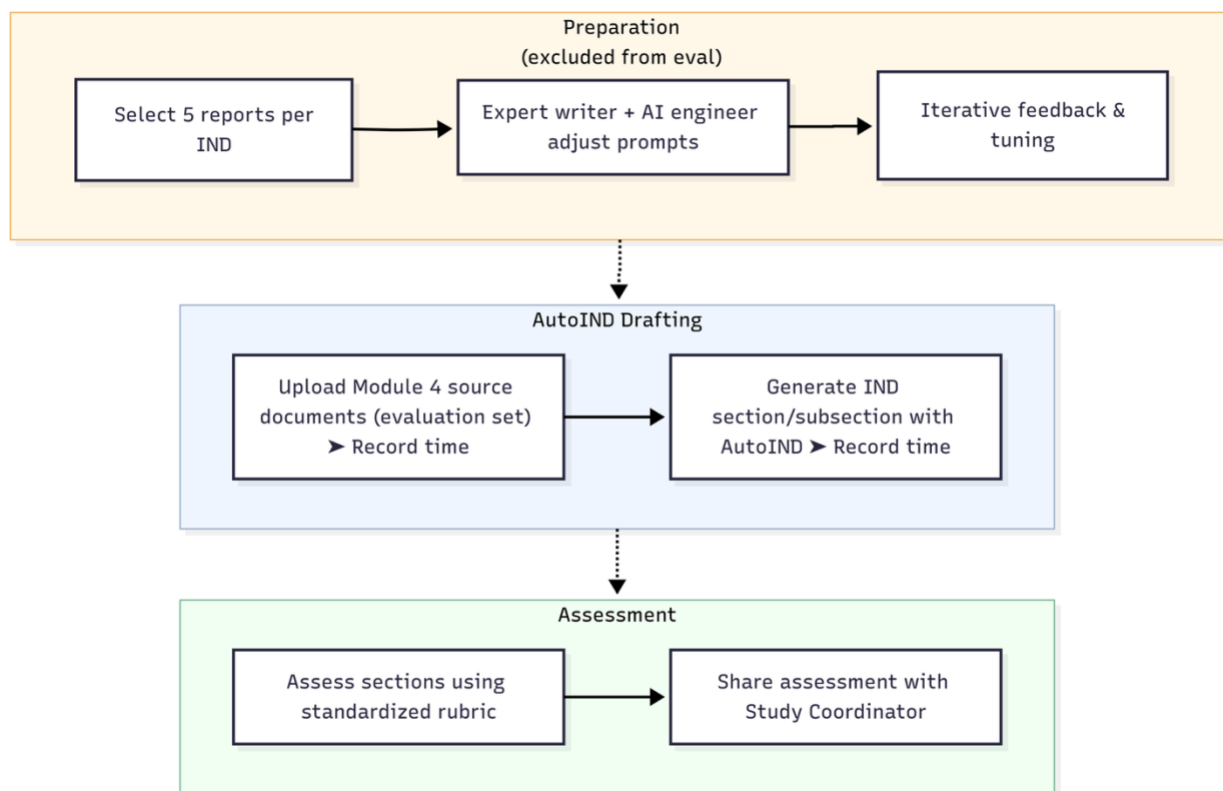 Preparation
(excluded from eval)
Select 5 reports per
IND
Expert writer + AI engineer
adjust prompts
Iterative feedback &
tuning
AutoIND Drafting
Upload Module 4 source
documents (evaluation set)
➤ Record time
Generate IND
section/subsection with
AutoIND ➤ Record time
Assessment
Assess sections using
standardized rubric
Share assessment with
Study Coordinator